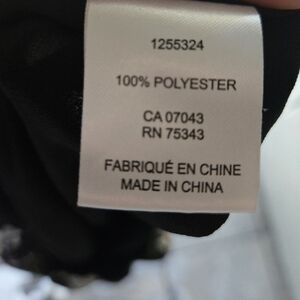 1255324
100% POLYESTER
CA 07043
RN 75343
FABRIQUÉ EN CHINE
MADE IN CHINA